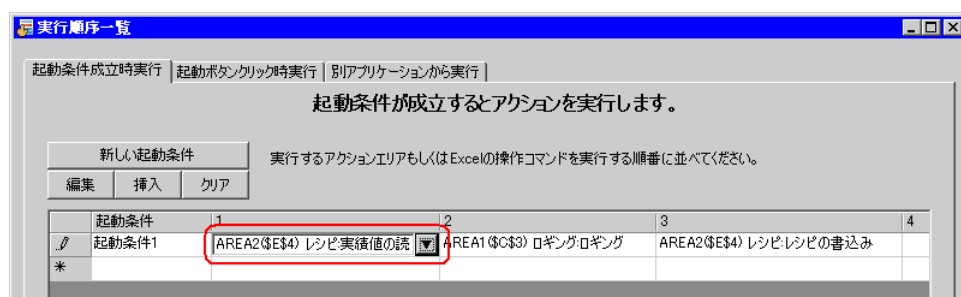 実行順序一覧
起動条件成立時実行 起動ボタンクリック時実行 別アプリケーションから実行
起動条件が成立するとアクションを実行します。
新しい起動条件
実行するアクションエリアもしくはExcelの操作コマンドを実行する順番に並べてください。
編集 挿入 クリア
起動条件 1 2 3 4
起動条件1 AREA2($E$4) レシピ:実績値の読 AREA1($C$3) ロギング:ロギング AREA2($E$4) レシピ:レシピの書込み
*